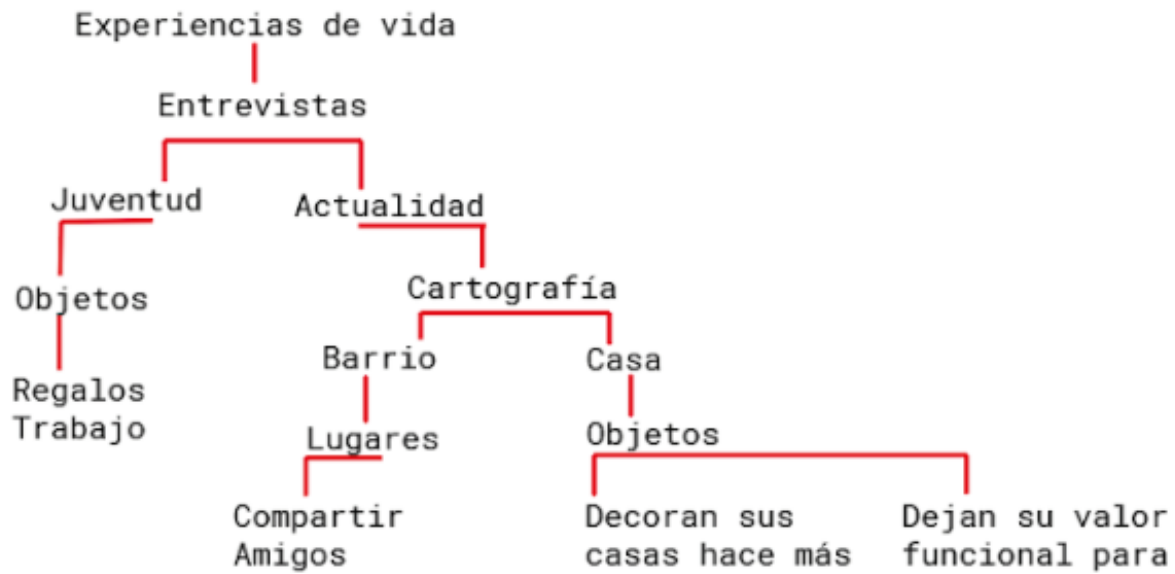 Experiencias de vida
Entrevistas
Juventud
Actualidad
Objetos
Cartografía
Regalos
Trabajo
Barrio
Casa
Lugares
Objetos
Compartir
Amigos
Decoran sus
casas hace más
Dejan su valor
funcional para